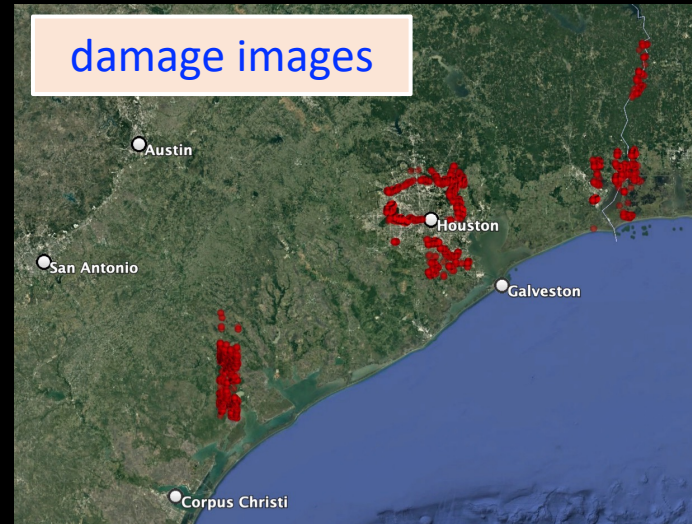 damage images
Austin
Houston
San Antonio
Galveston
Corpus Christi